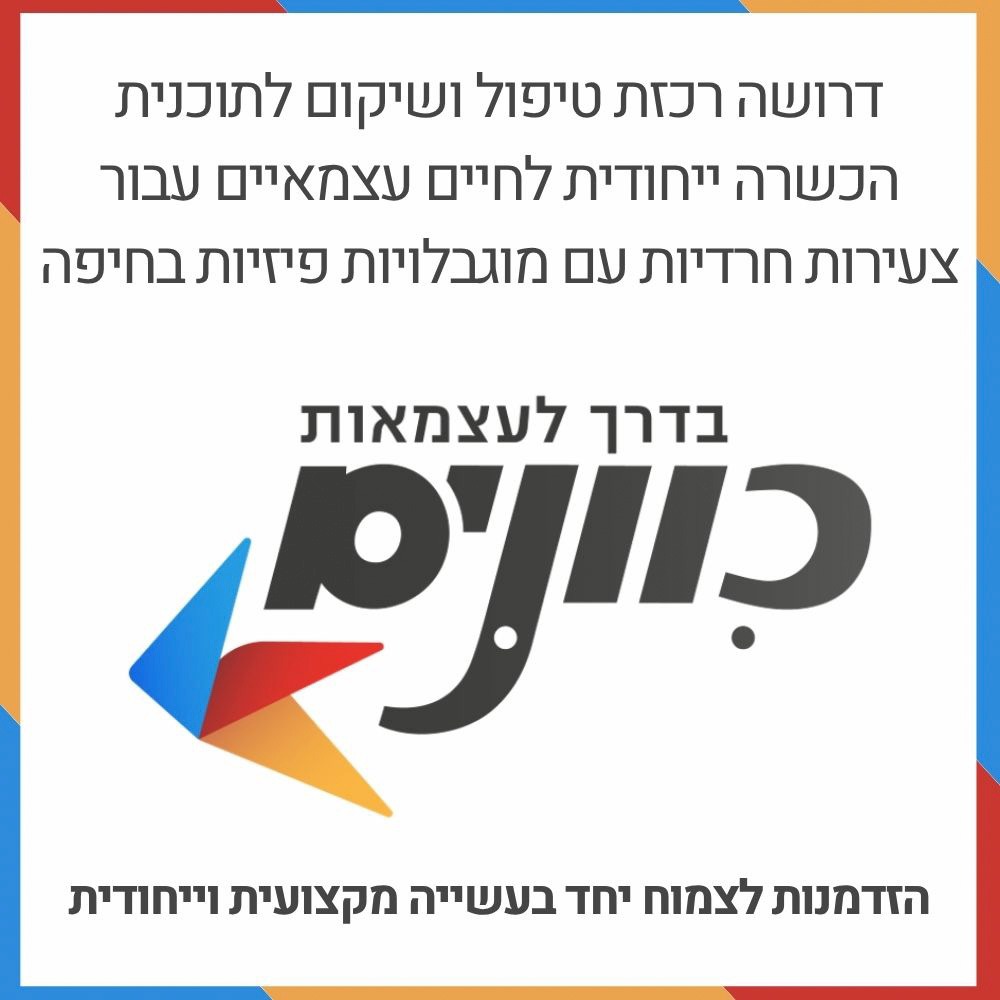 דרושה רכזת טיפול ושיקום לתוכנית
הכשרה ייחודית לחיים עצמאיים עבור
צעירות חרדיות עם מוגבלויות פיזיות בחיפה
בדרך לעצמאות
כִּוונים
הזדמנות לצמוח יחד בעשייה מקצועית וייחודית